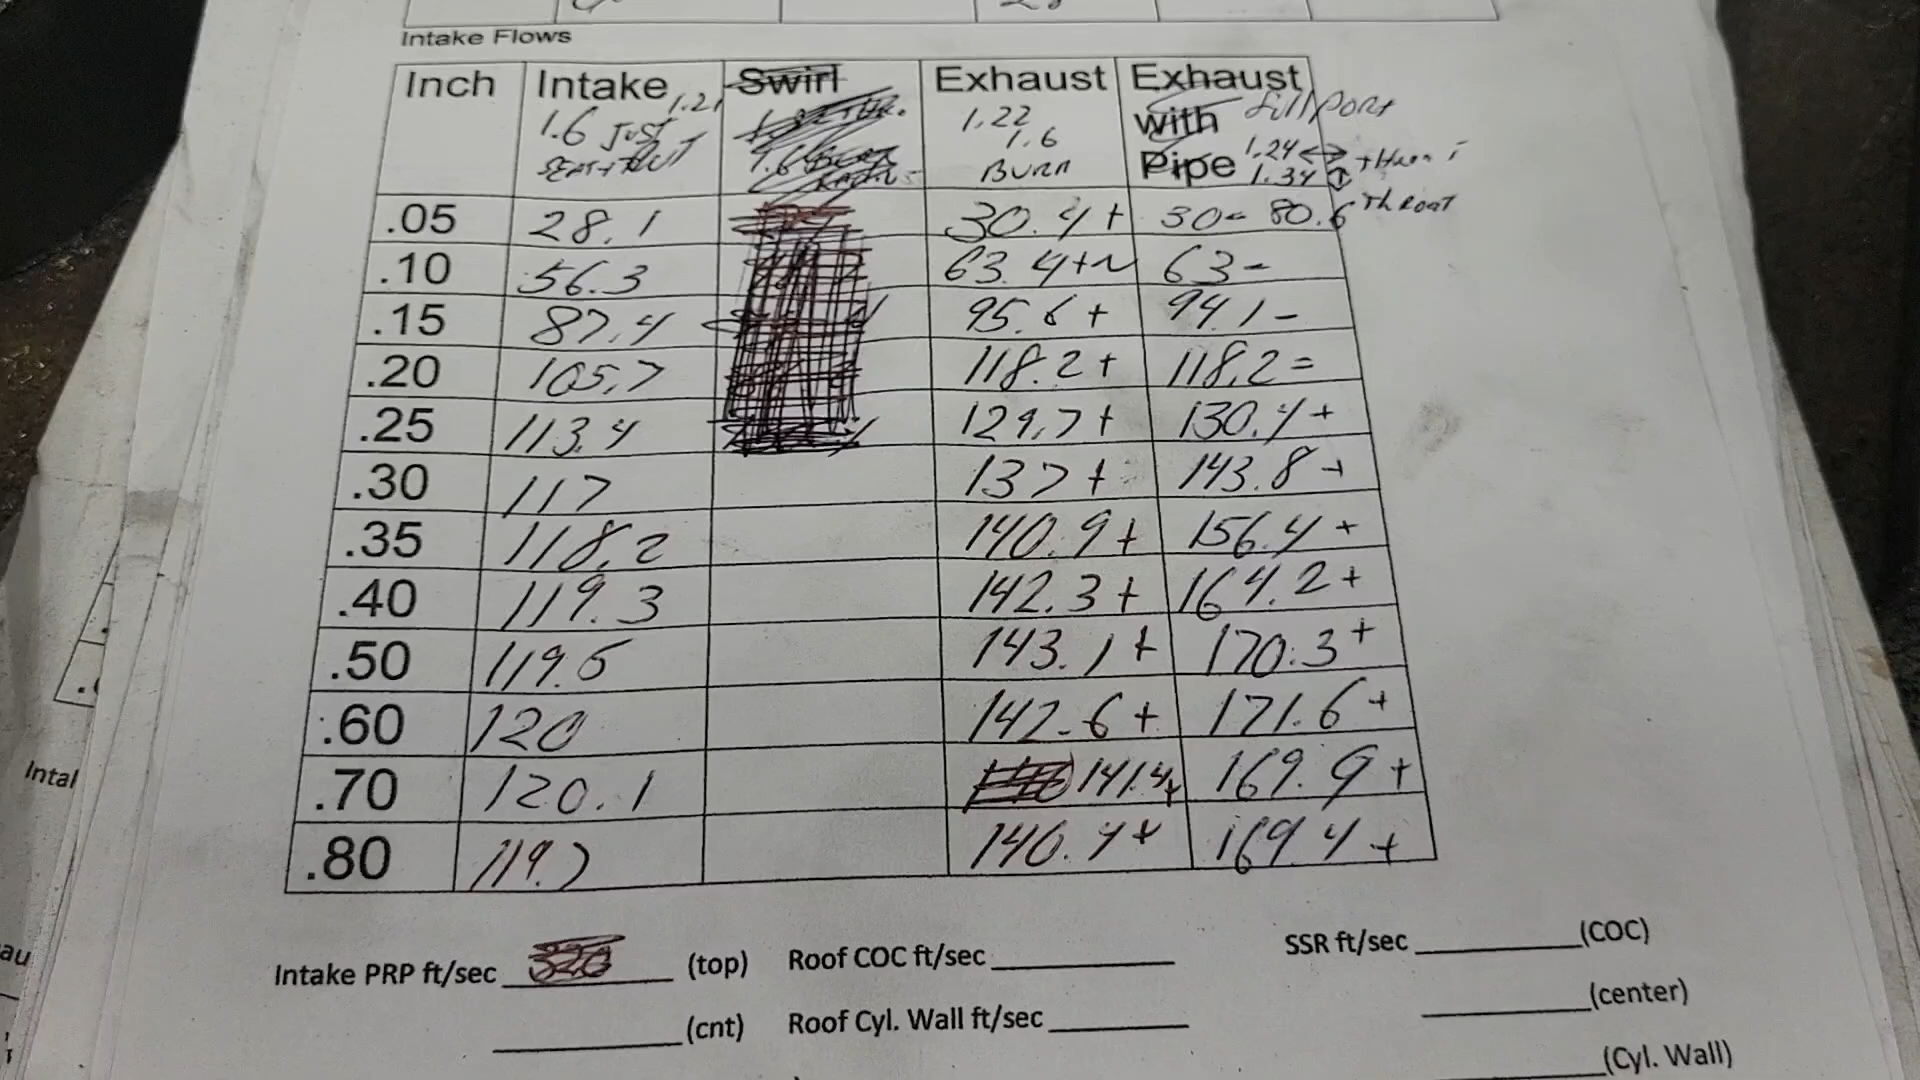 Intake Flows
Inch Intake Swirl Exhaust Exhaust
1.21 1.22 with full port
1.6 Just 1.6 Pipe 1.24 ↔
BURN 1.34 ↕ Throat
.05 28.1 30.4+ 30- 80.6
.10 56.3 63.4+~ 63-
.15 87.4 95.6+ 94.1-
.20 105.7 118.2+ 118.2=
.25 113.4 129.7+ 130.4+
.30 117 137+ 143.8+
.35 118.2 140.9+ 156.4+
.40 119.3 142.3+ 164.2+
.50 119.6 143.1+ 170.3+
.60 120 142.6+ 171.6+
.70 120.1 141.4+ 169.9+
.80 119.7 140.4+ 169.4+
Intake PRP ft/sec (top) Roof COC ft/sec SSR ft/sec (COC)
(cnt) Roof Cyl. Wall ft/sec (center)
(Cyl. Wall)
Intal
au